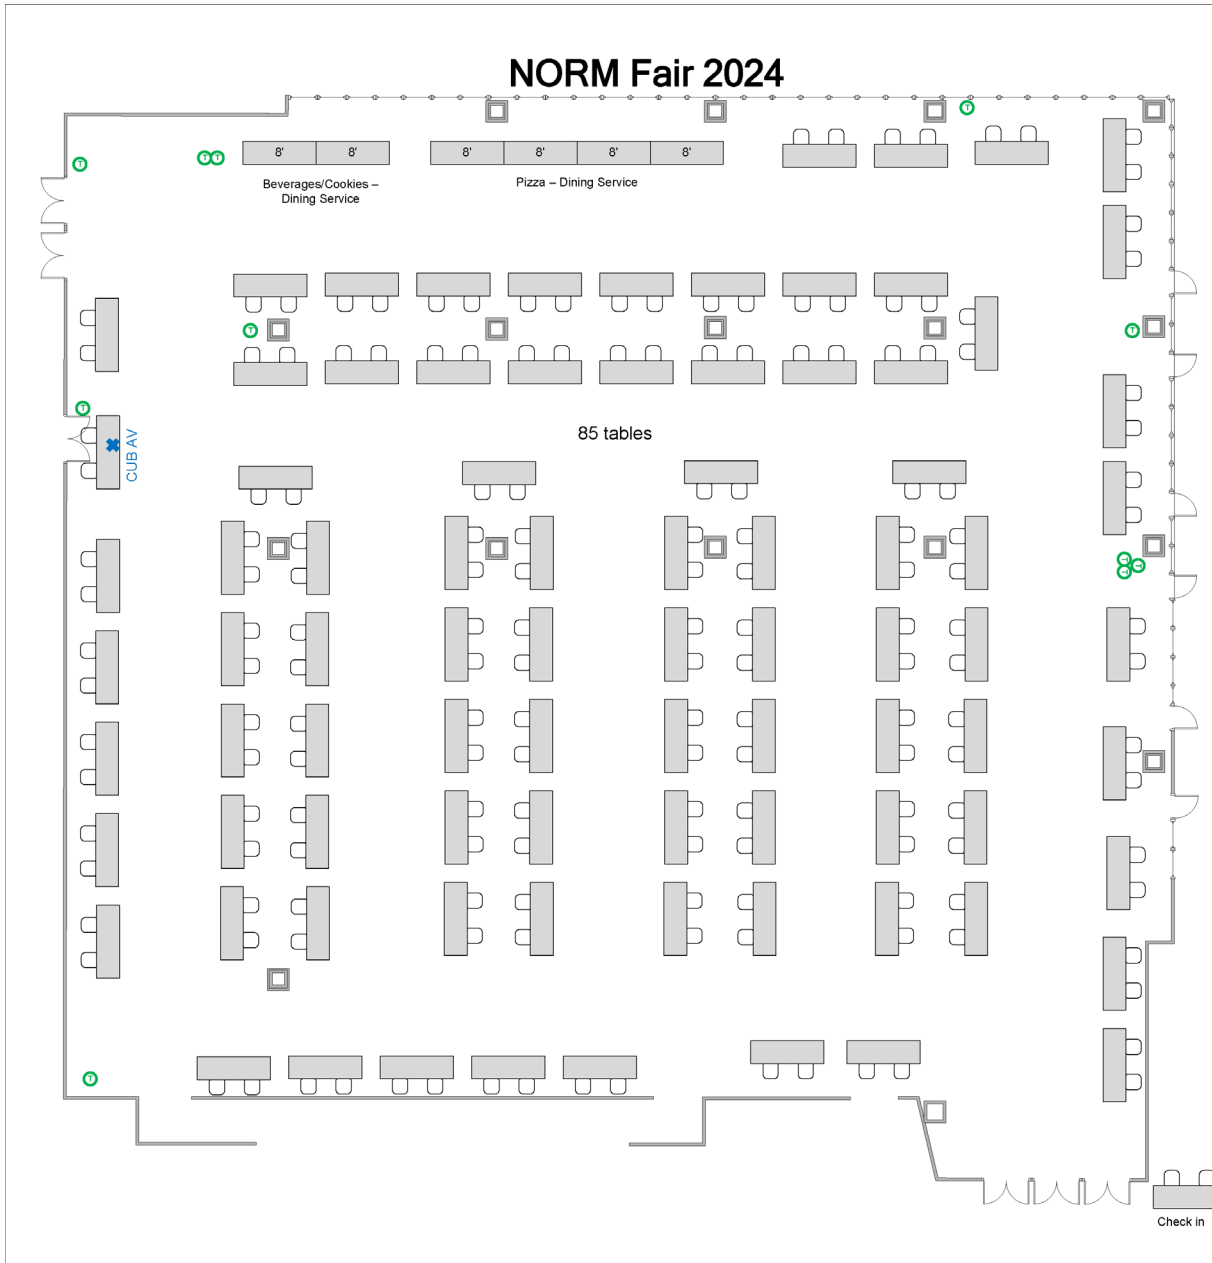 NORM Fair 2024
T
T
T
T
8'
8'
8'
8'
8'
8'
Beverages/Cookies –
Dining Service
Pizza – Dining Service
T
T
T
CUB AV
85 tables
T
T
T
T
Check in